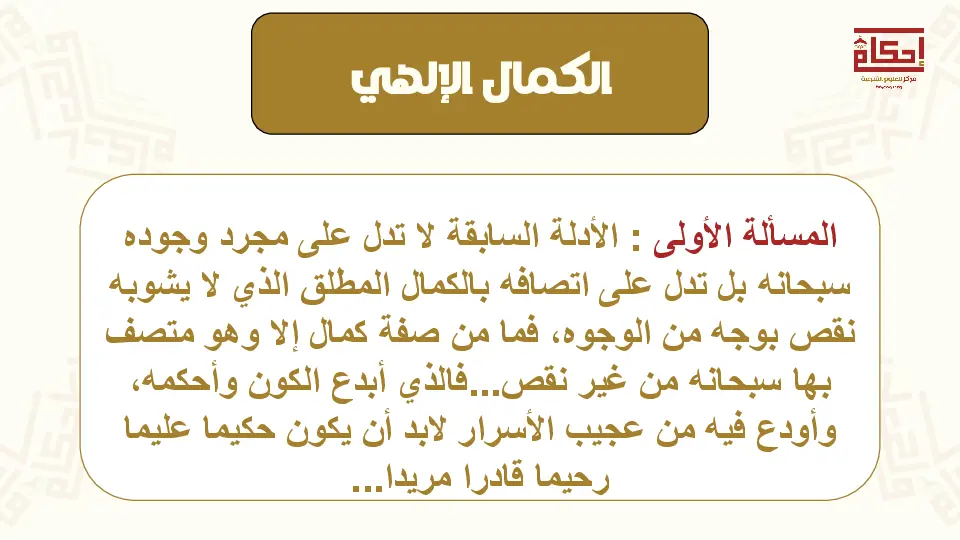 الكمال الإلهي
إحكام
مركز للعلوم الشرعية
المسألة الأولى : الأدلة السابقة لا تدل على مجرد وجوده
سبحانه بل تدل على اتصافه بالكمال المطلق الذي لا يشوبه
نقص بوجه من الوجوه، فما من صفة كمال إلا وهو متصف
بها سبحانه من غير نقص...فالذي أبدع الكون وأحكمه،
وأودع فيه من عجيب الأسرار لابد أن يكون حكيما عليما
رحيما قادرا مريدا...